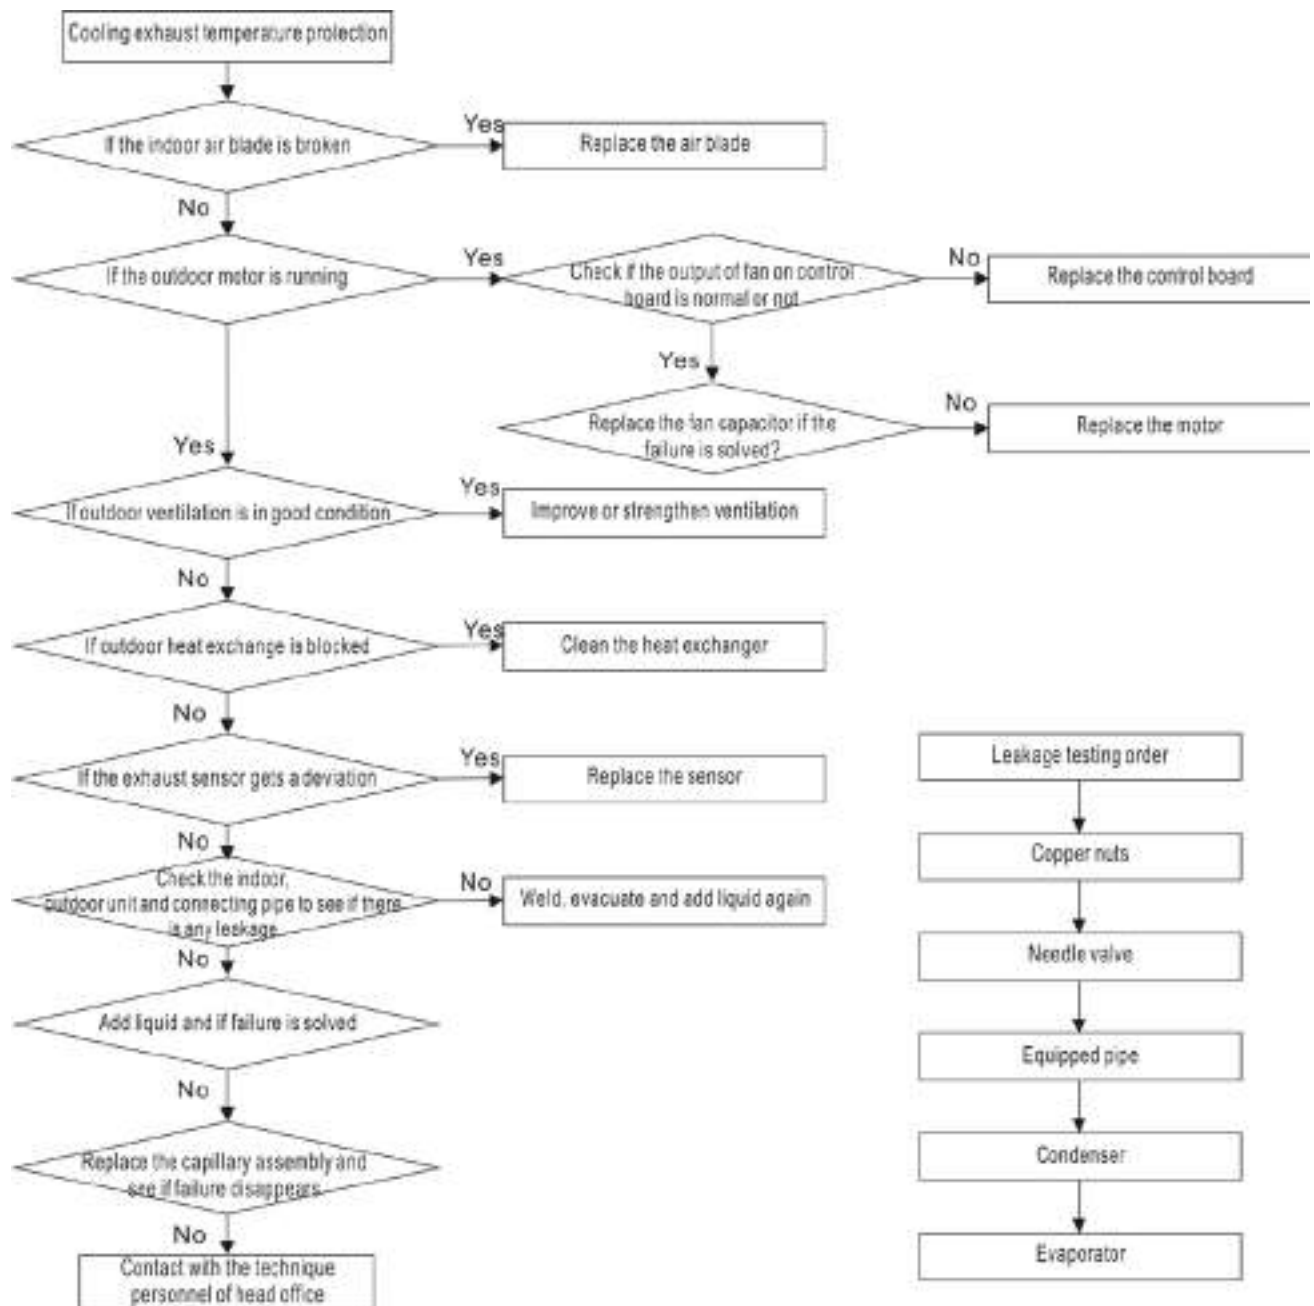 Cooling exhaust temperature protection
If the indoor air blade is broken
Yes
Replace the air blade
No
If the outdoor motor is running
Yes
Check if the output of fan on control
board is normal or not
No
Replace the control board
Yes
Replace the fan capacitor if the
failure is solved?
No
Replace the motor
Yes
If outdoor ventilation is in good condition
Yes
Improve or strengthen ventilation
No
If outdoor heat exchange is blocked
Yes
Clean the heat exchanger
No
If the exhaust sensor gets a deviation
Yes
Replace the sensor
No
Check the indoor,
outdoor unit and connecting pipe to see if there
is any leakage
No
Weld, evacuate and add liquid again
No
Add liquid and if failure is solved
No
Replace the capillary assembly and
see if failure disappears
No
Contact with the technique
personnel of head office
Leakage testing order
Copper nuts
Needle valve
Equipped pipe
Condenser
Evaporator